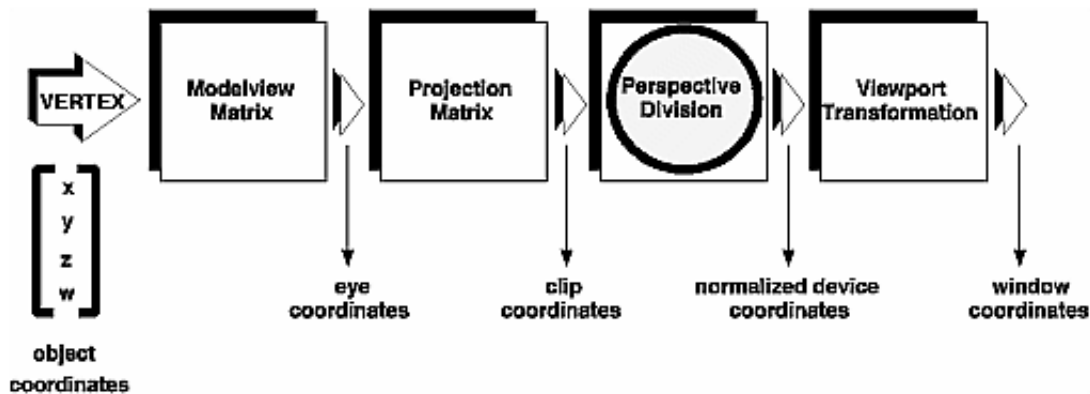 VERTEX
Modelview
Matrix
Projection
Matrix
Perspective
Division
Viewport
Transformation
x
y
z
w
object
coordinates
eye
coordinates
clip
coordinates
normalized device
coordinates
window
coordinates